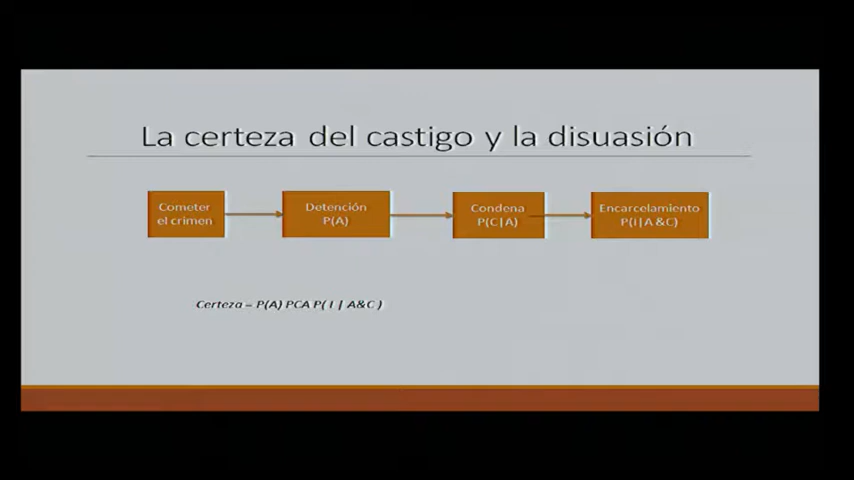 La certeza del castigo y la disuasión
Cometer
el crimen
Detención
P(A)
Condena
P(C|A)
Encarcelamiento
P(I|A &C)
Certeza = P(A) PCA P( I | A&C )